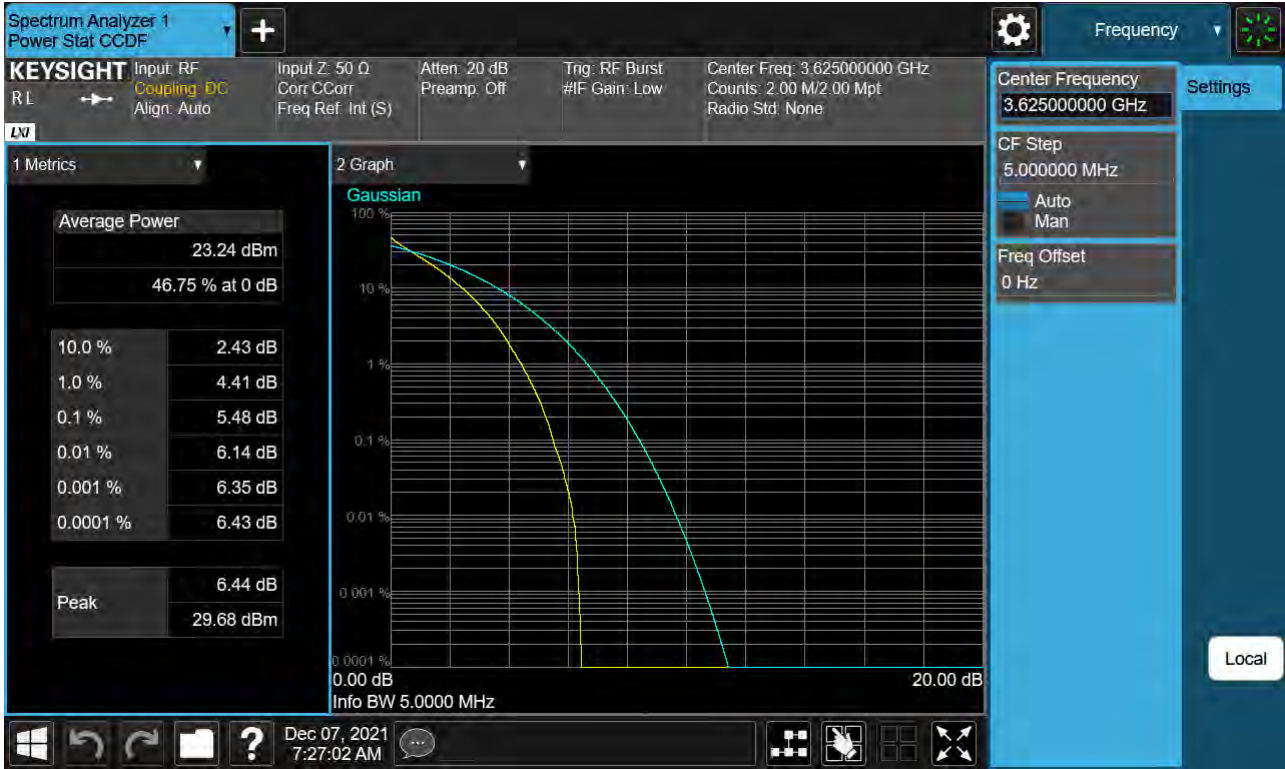 Spectrum Analyzer 1
Power Stat CCDF
+
Frequency
KEYSIGHT
RL
LXI
Input: RF
Coupling: DC
Align: Auto
Input Z: 50 Ω
Corr CCorr
Freq Ref: Int (S)
Atten: 20 dB
Preamp: Off
Trig: RF Burst
#IF Gain: Low
Center Freq: 3.625000000 GHz
Counts: 2.00 M/2.00 Mpt
Radio Std: None
Center Frequency
3.625000000 GHz
Settings
CF Step
5.000000 MHz
Auto
Man
Freq Offset
0 Hz
Local
1 Metrics
Average Power
23.24 dBm
46.75 % at 0 dB
10.0 % 2.43 dB
1.0 % 4.41 dB
0.1 % 5.48 dB
0.01 % 6.14 dB
0.001 % 6.35 dB
0.0001 % 6.43 dB
Peak
6.44 dB
29.68 dBm
2 Graph
Gaussian
100 %
10 %
1 %
0.1 %
0.01 %
0.001 %
0.0001 %
0.00 dB
20.00 dB
Info BW 5.0000 MHz
?
Dec 07, 2021
7:27:02 AM